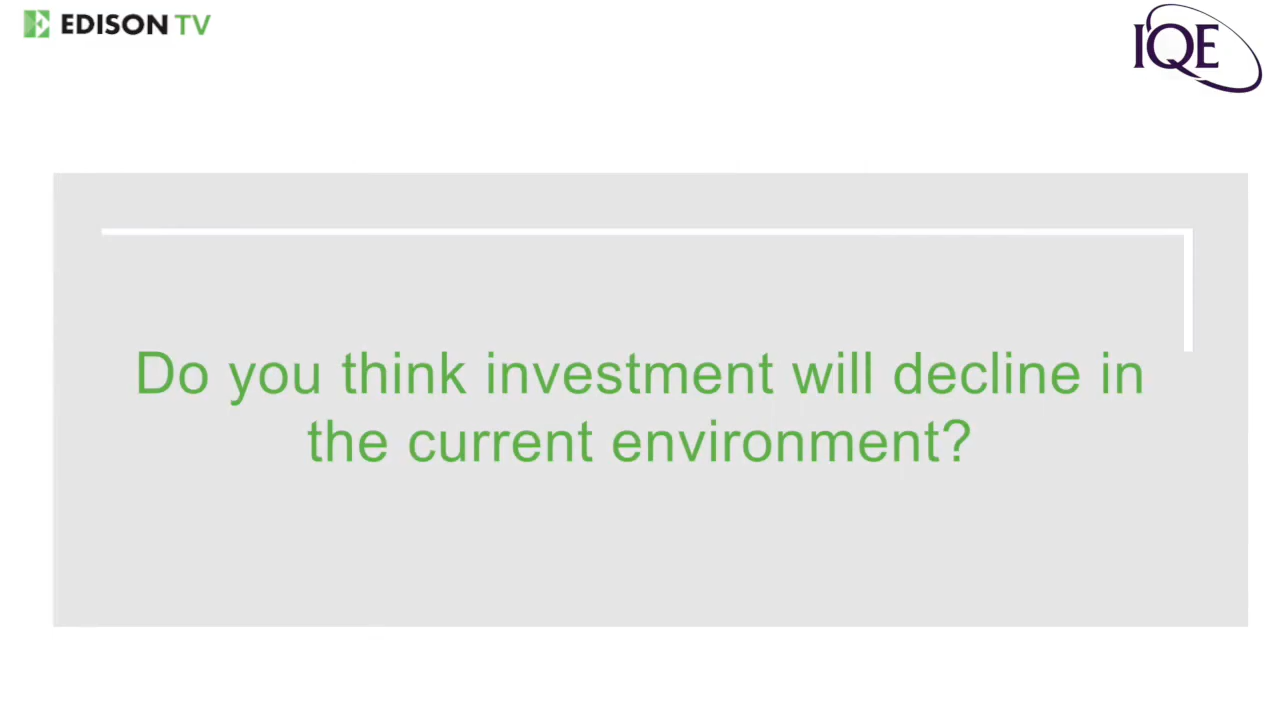 EDISON TV
IQE
Do you think investment will decline in
the current environment?